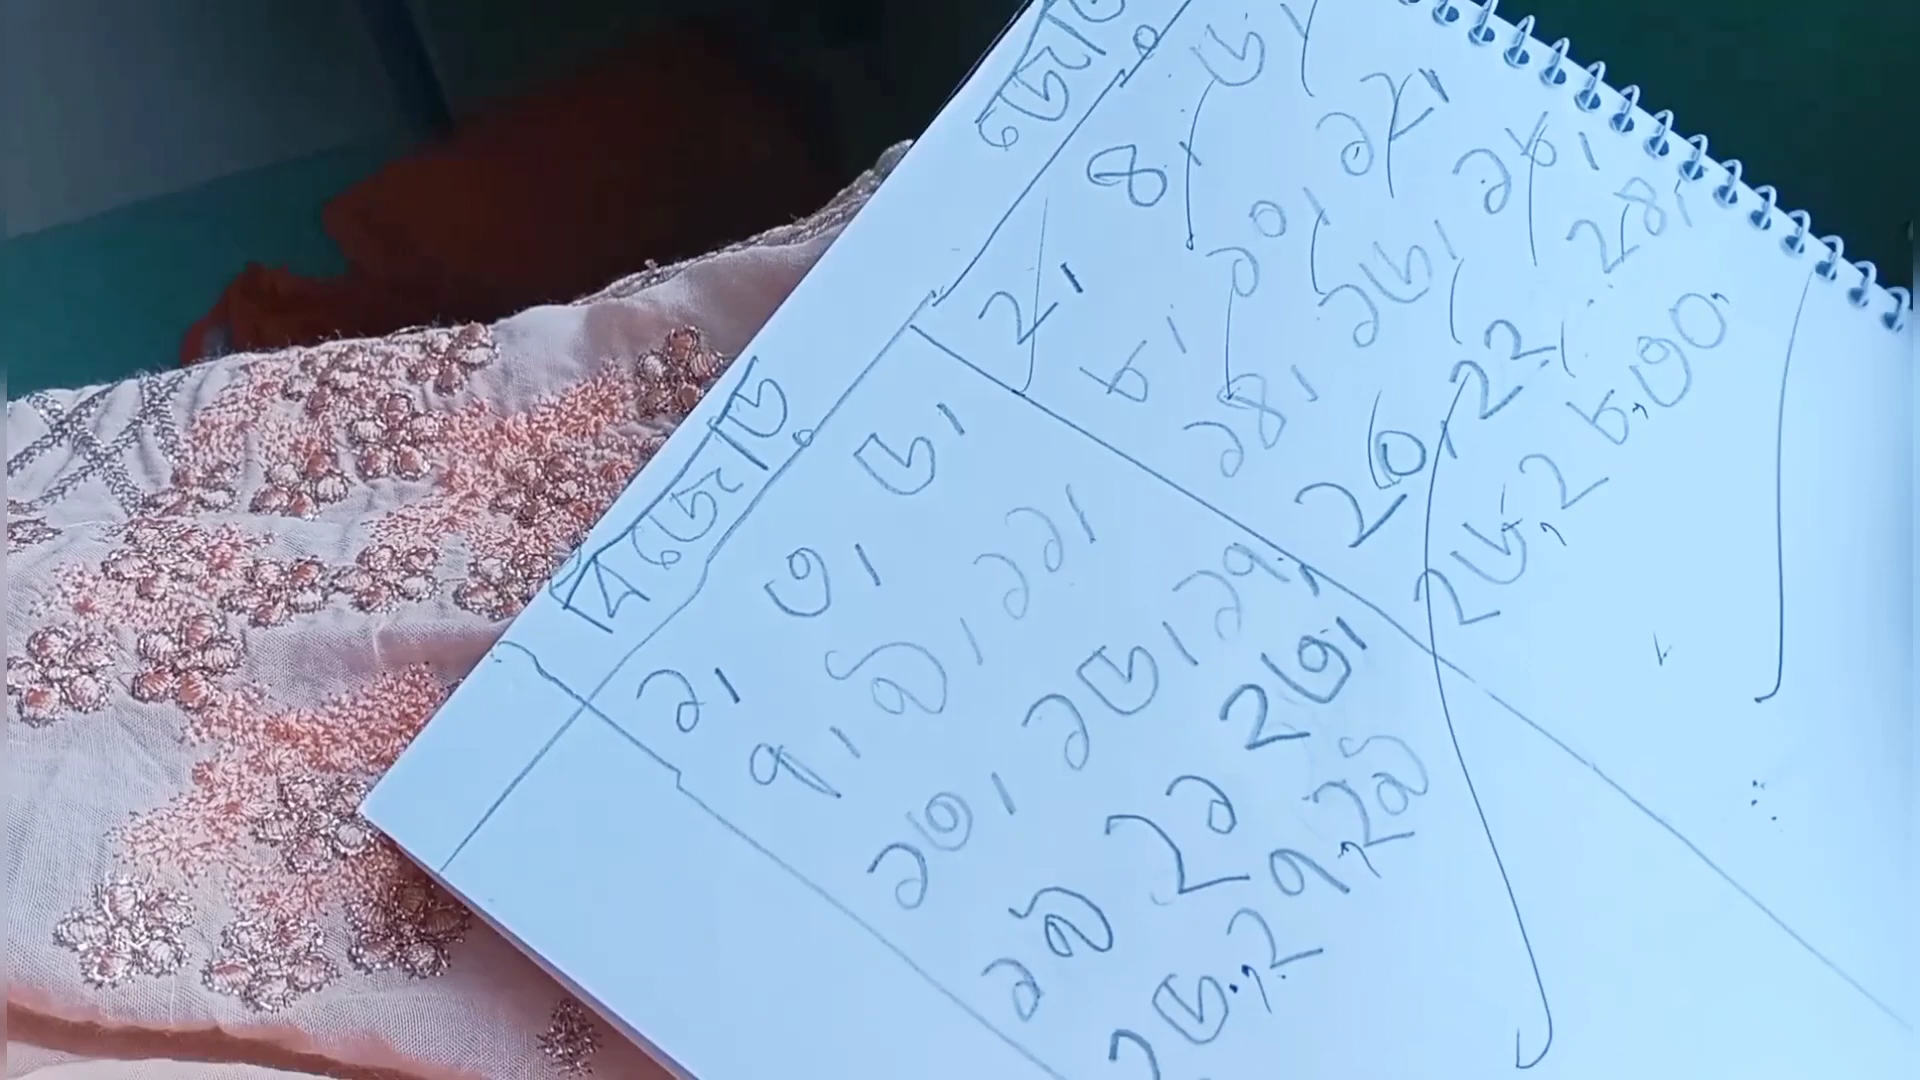 বিজোড়
১। ৩। ৫।
৭। ৯। ১১।
১৩। ১৫। ১৭,
১৯ ২১ ২৩।
২৫, ২৭, ২৯
জোড়
২। ৪। ৬।
৮। ১০। ১২।
১৪। ১৬। ১৮।
২০, ২২, ২৪,
২৬, ২৮, ৩০,